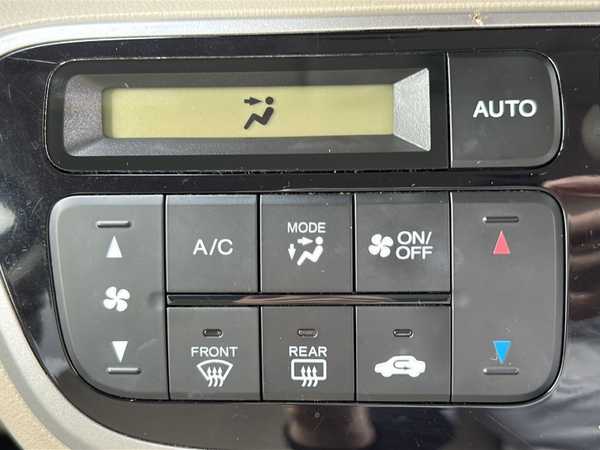 AUTO
A/C
MODE
ON/
OFF
FRONT
REAR